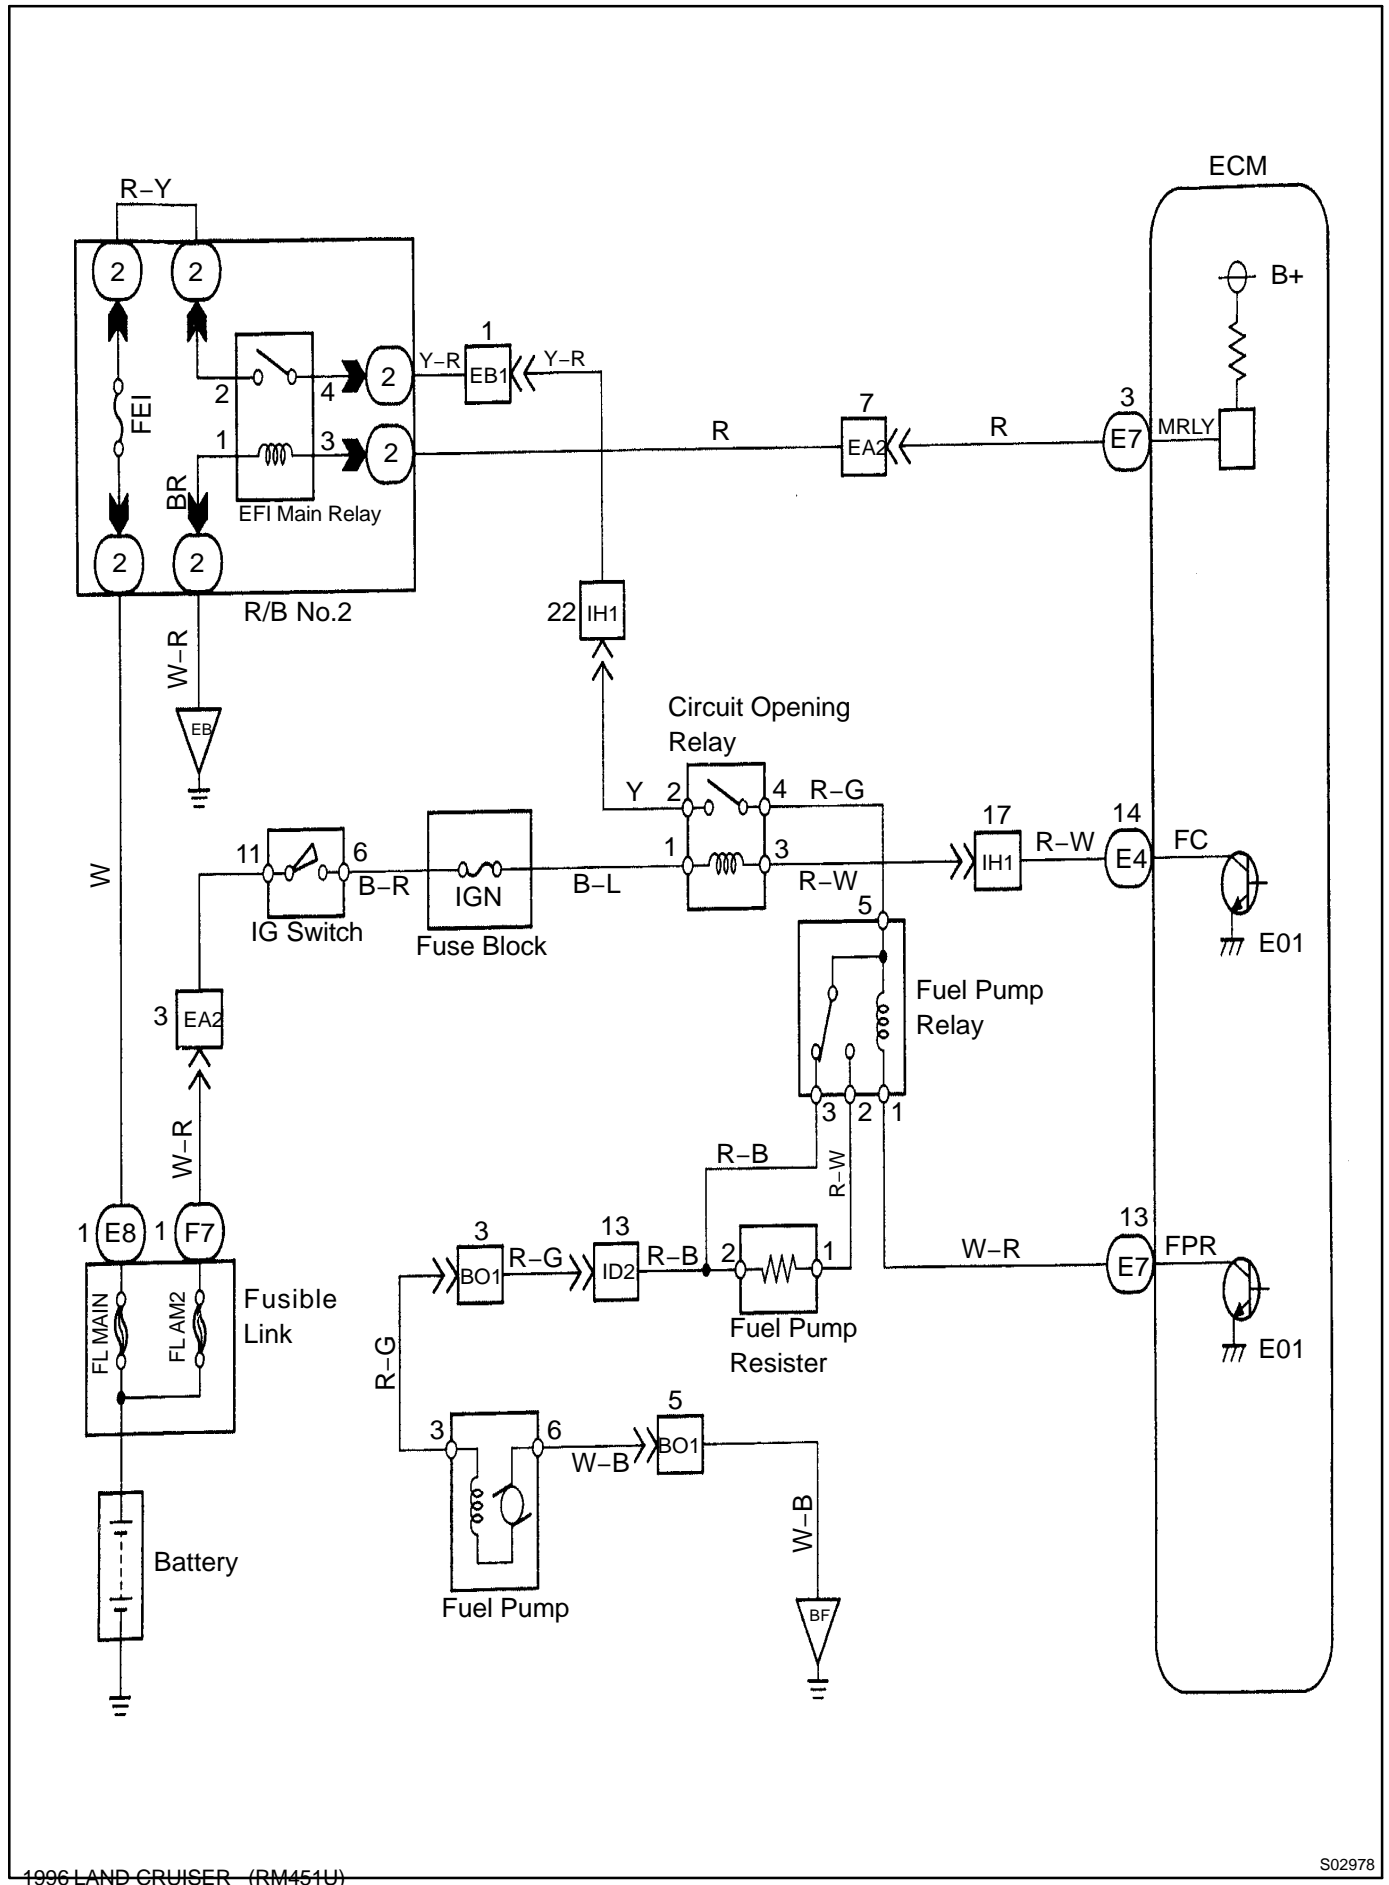 ECM
R–Y
2
2
B+
FEI
2
4
2
Y–R
1
EB1
Y–R
1
3
2
R
7
EA2
R
3
E7
MRLY
BR
EFI Main Relay
2
2
R/B No.2
22
IH1
W–R
EB
Circuit Opening
Relay
Y
2
4
R–G
W
11
6
B–R
IGN
B–L
1
3
R–W
17
IH1
R–W
14
E4
FC
IG Switch
Fuse Block
E01
5
3
EA2
Fuel Pump
Relay
3
2
1
W–R
R–B
R–W
1
E8
1
F7
3
BO1
R–G
13
ID2
R–B
2
1
W–R
13
E7
FPR
FL MAIN
FL AM2
Fusible
Link
Fuel Pump
Resister
E01
R–G
3
6
W–B
5
BO1
W–B
Battery
Fuel Pump
BF
S02978
1996 LAND CRUISER (RM451U)